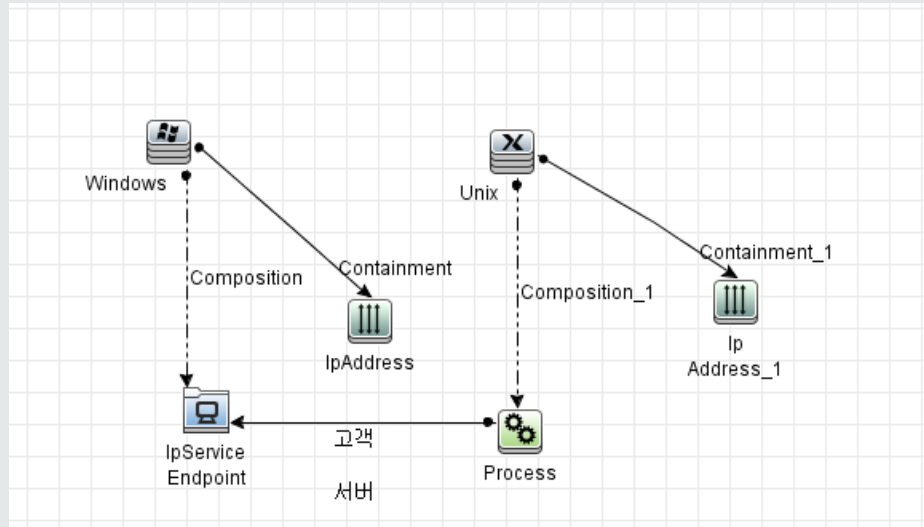 Windows
Unix
Composition
Containment
Composition_1
Containment_1
IpAddress
Ip
Address_1
IpService
Endpoint
고객
서버
Process